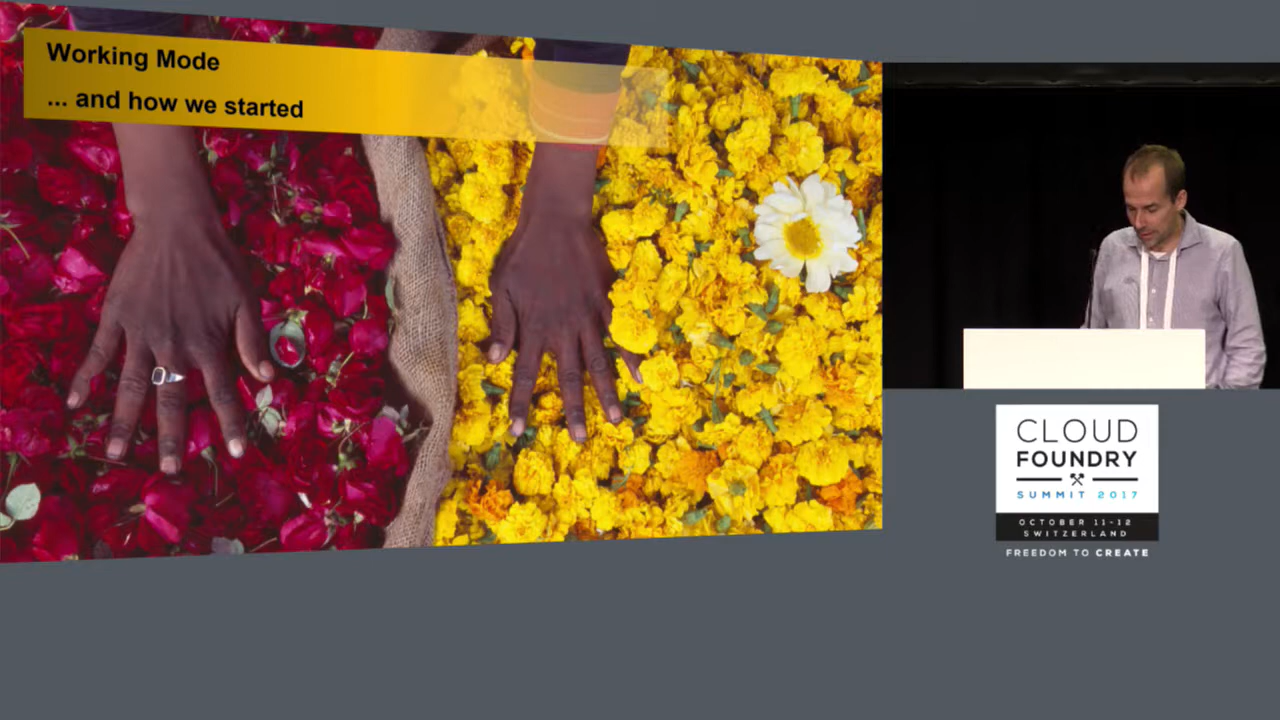 Working Mode
... and how we started
CLOUD
FOUNDRY
SUMMIT 2017
OCTOBER 11-12
SWITZERLAND
FREEDOM TO CREATE